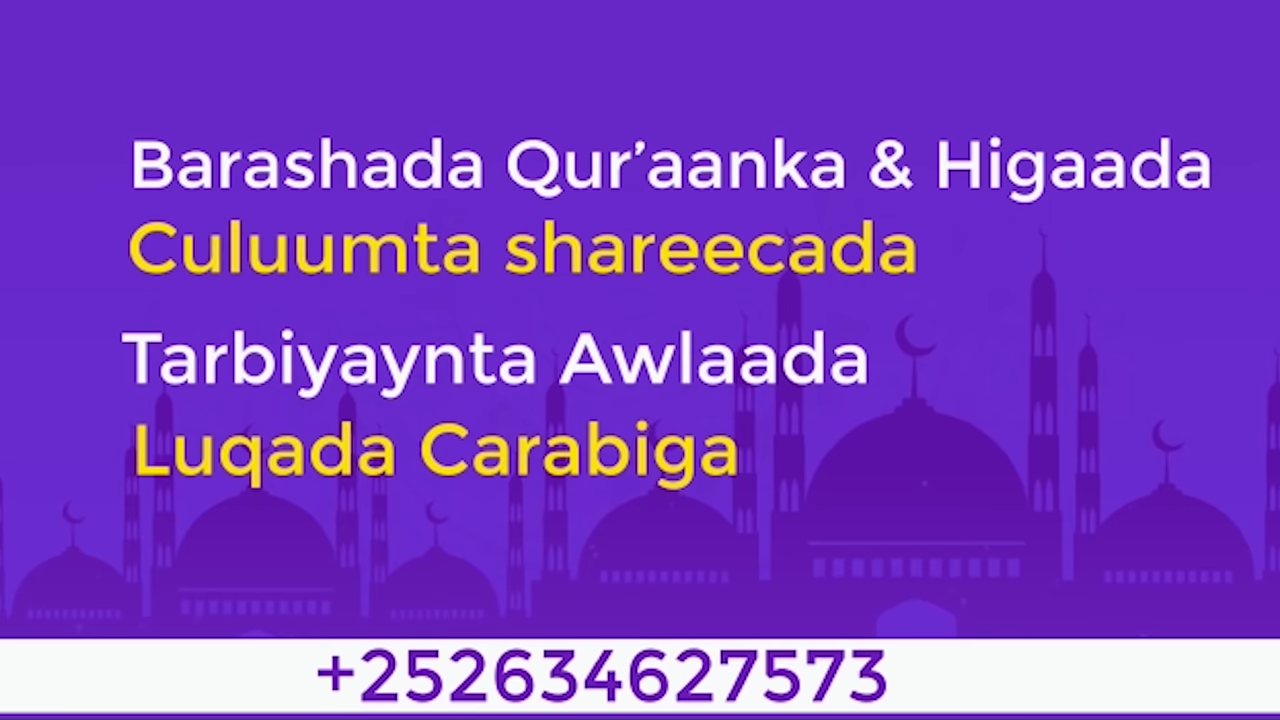 Barashada Qur’aanka & Higaada
Culuumta shareecada
Tarbiyaynta Awlaada
Luqada Carabiga
+252634627573